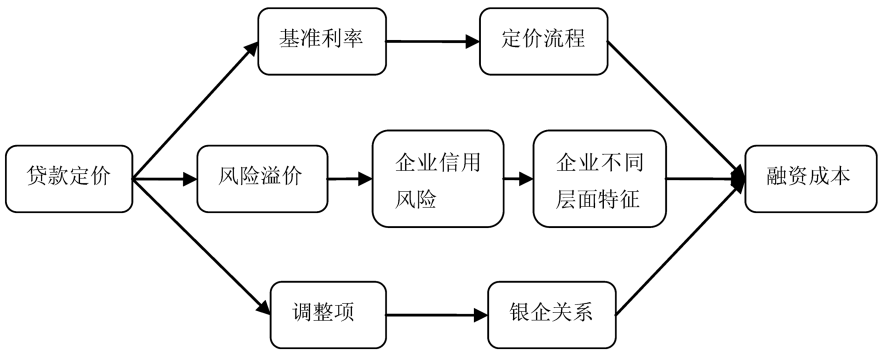 基准利率
定价流程
贷款定价
风险溢价
企业信用
风险
企业不同
层面特征
融资成本
调整项
银企关系